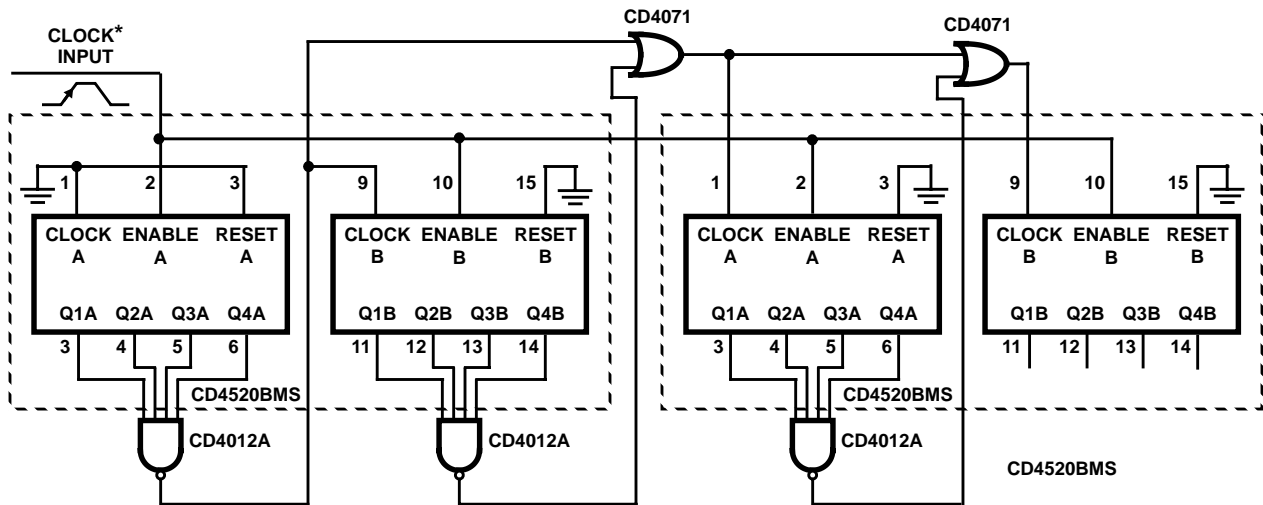 CD4071
CD4071
CLOCK*
INPUT
1 2 3 9 10 15 1 2 3 9 10 15
CLOCK ENABLE RESET CLOCK ENABLE RESET CLOCK ENABLE RESET CLOCK ENABLE RESET
A A A B B B A A A B B B
Q1A Q2A Q3A Q4A Q1B Q2B Q3B Q4B Q1A Q2A Q3A Q4A Q1B Q2B Q3B Q4B
3 4 5 6 11 12 13 14 3 4 5 6 11 12 13 14
CD4520BMS CD4520BMS
CD4012A CD4012A CD4012A
CD4520BMS